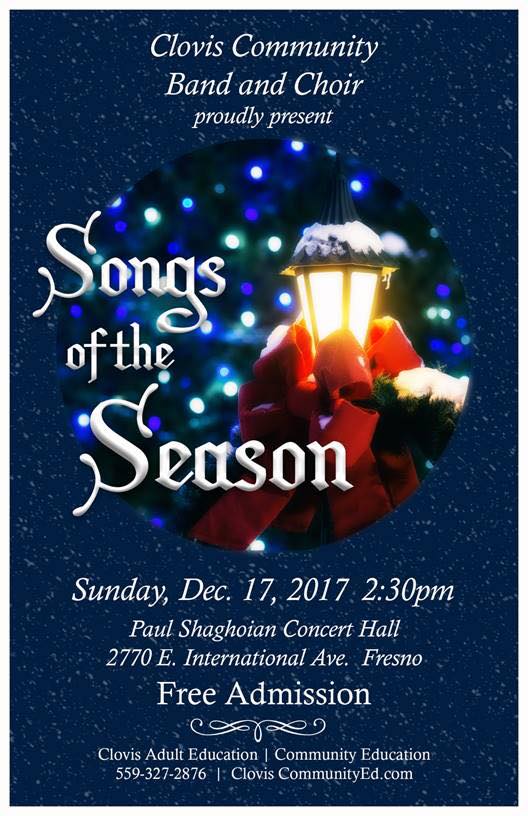 Clovis Community
Band and Choir
proudly present
Songs
of the
Season
Sunday, Dec. 17, 2017 2:30pm
Paul Shaghoian Concert Hall
2770 E. International Ave. Fresno
Free Admission
Clovis Adult Education | Community Education
559-327-2876 | Clovis CommunityEd.com